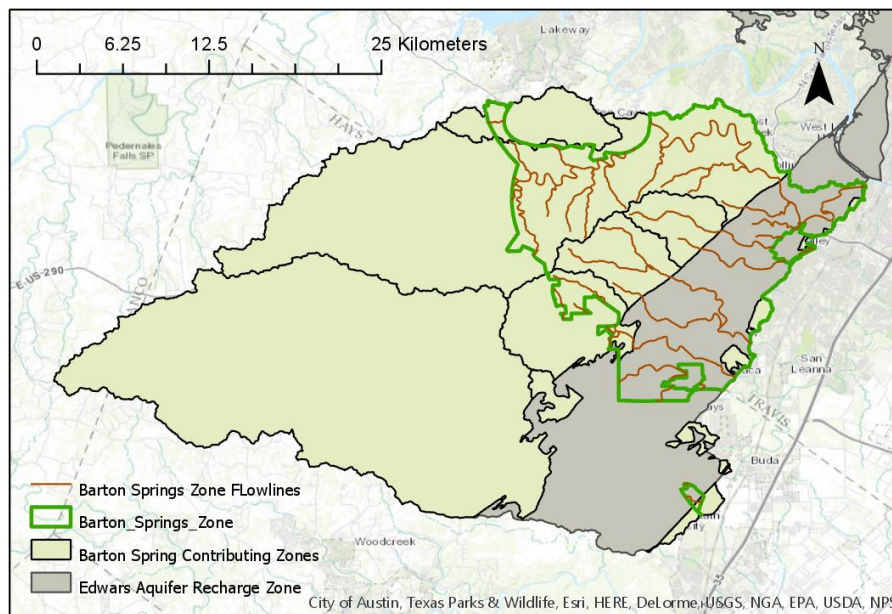 0 6.25 12.5 25 Kilometers
Lakeway
N
Pedernales
Falls SP
HAYS
E-US-290
San
Leanna
TRAVIS
Buda
Woodcreek
35
Barton Springs Zone FLowlines
Barton_Springs_Zone
Barton Spring Contributing Zones
Edwars Aquifer Recharge Zone
City of Austin, Texas Parks & Wildlife, Esri, HERE, DeLorme, USGS, NGA, EPA, USDA,